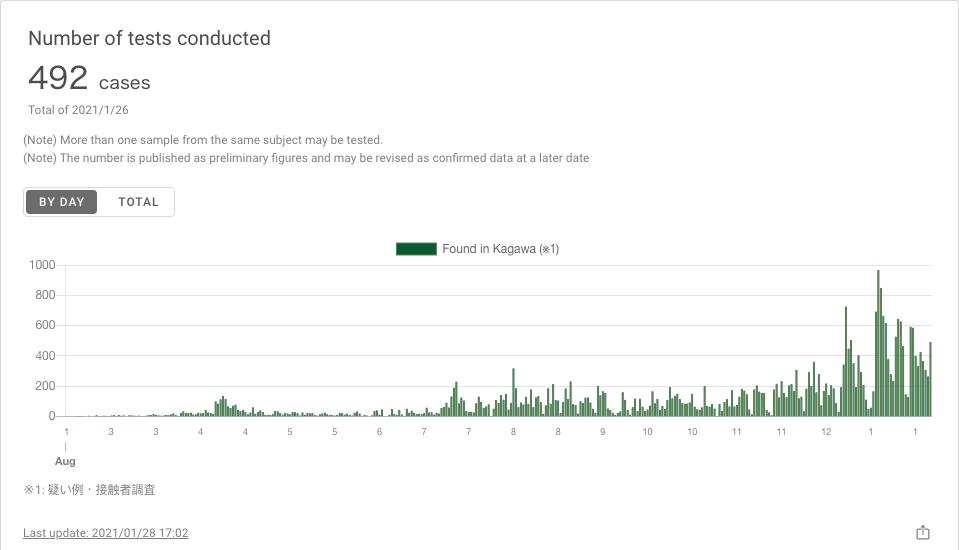 Number of tests conducted
492 cases
Total of 2021/1/26
(Note) More than one sample from the same subject may be tested.
(Note) The number is published as preliminary figures and may be revised as confirmed data at a later date
BY DAY TOTAL
Found in Kagawa (※1)
1000
800
600
400
200
0
1 3 3 4 4 5 5 6 7 7 8 8 9 10 10 11 11 12 1 1
Aug
※1: 疑い例・接触者調査
Last update: 2021/01/28 17:02